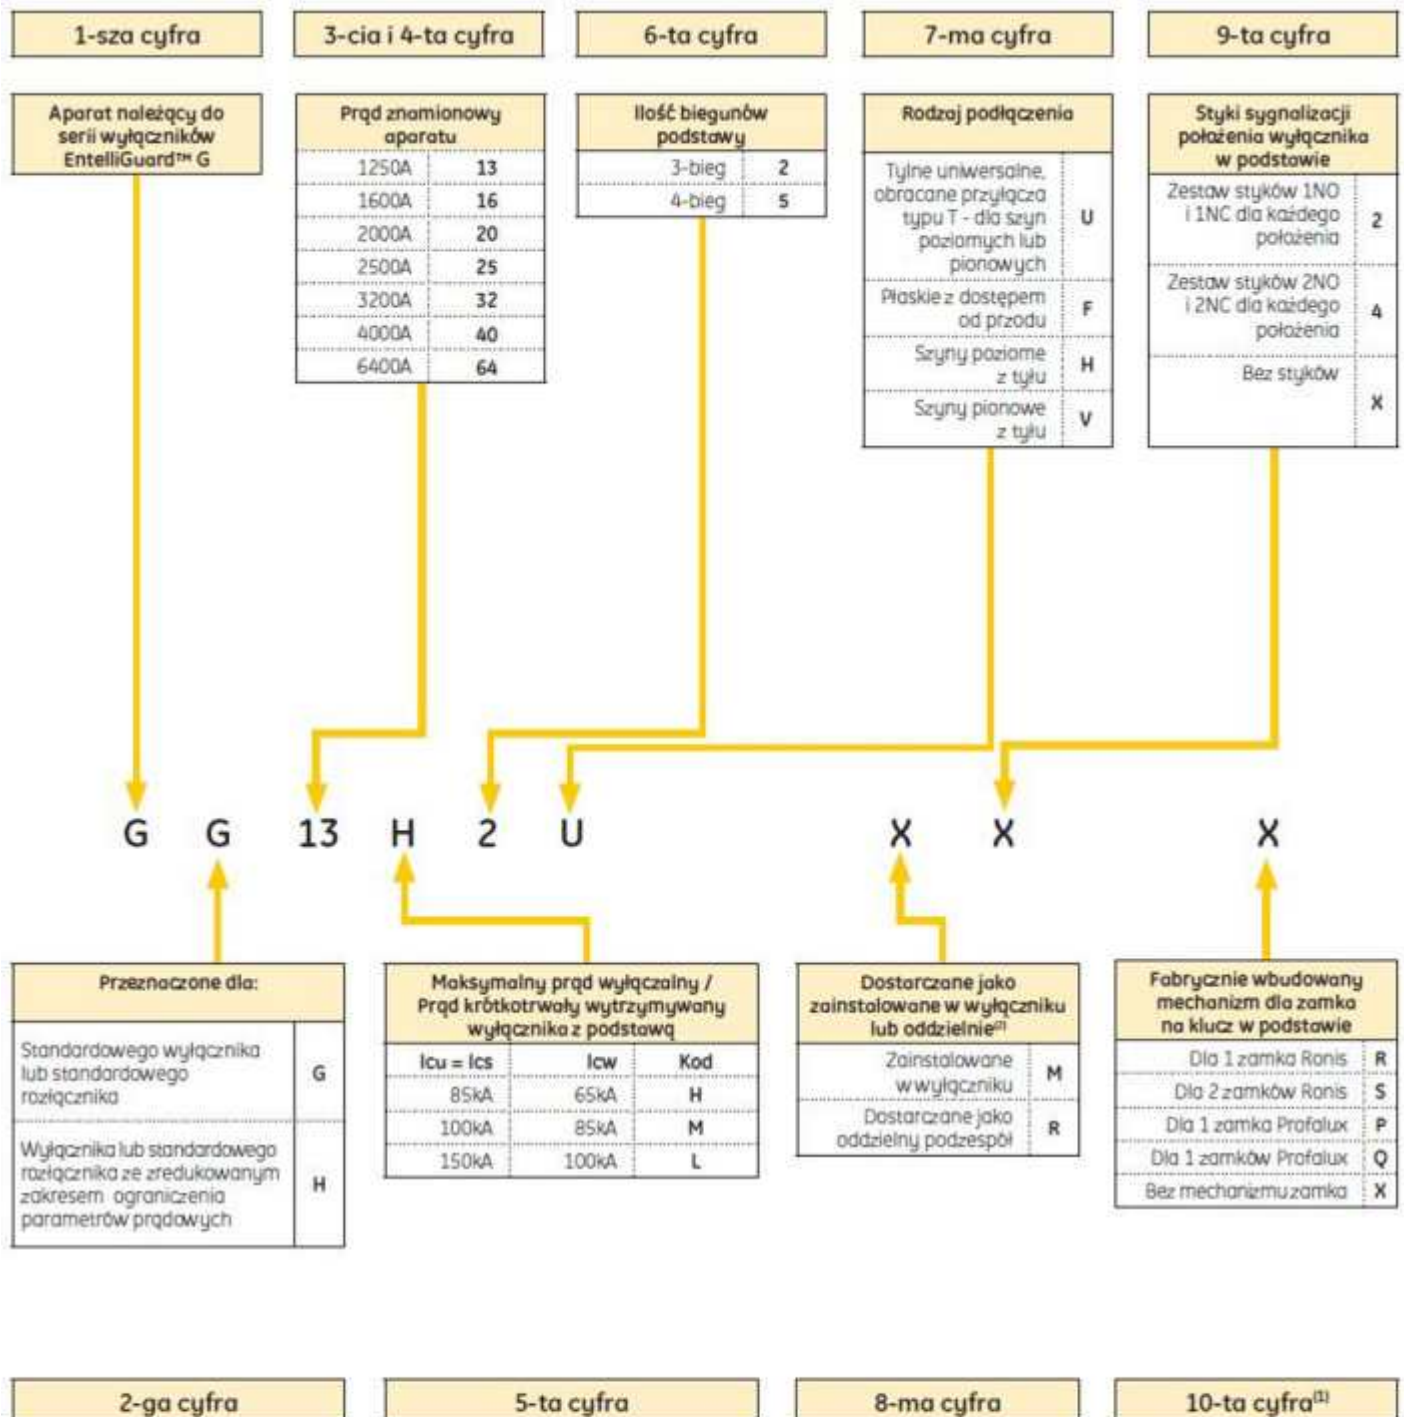 1-sza cyfra
3-cia i 4-ta cyfra
6-ta cyfra
7-ma cyfra
9-ta cyfra
Aparat należący do
serii wyłączników
EntelliGuard™ G
Prąd znamionowy
aparatu
1250A 13
1600A 16
2000A 20
2500A 25
3200A 32
4000A 40
6400A 64
Ilość biegunów
podstawy
3-bieg 2
4-bieg 5
Rodzaj podłączenia
Tylne uniwersalne,
obracane przyłącza
typu T - dla szyn
poziomych lub
pionowych
U
Płaskie z dostępem
od przodu
F
Szyny poziome
z tyłu
H
Szyny pionowe
z tyłu
V
Styki sygnalizacji
położenia wyłącznika
w podstawie
Zestaw styków 1NO
i 1NC dla każdego
położenia
2
Zestaw styków 2NO
i 2NC dla każdego
położenia
4
Bez styków
X
G G 13 H 2 U X X X
Przeznaczone dla:
Standardowego wyłącznika
lub standardowego
rozłącznika
G
Wyłącznika lub standardowego
rozłącznika ze zredukowanym
zakresem ograniczenia
parametrów prądowych
H
Maksymalny prąd wyłączalny /
Prąd krótkotrwały wytrzymywany
wyłącznika z podstawą
Icu = Ics Icw Kod
85kA 65kA H
100kA 85kA M
150kA 100kA L
Dostarczane jako
zainstalowane w wyłączniku
lub oddzielnie⁽²⁾
Zainstalowane
w wyłączniku
M
Dostarczane jako
oddzielny podzespół
R
Fabrycznie wbudowany
mechanizm dla zamka
na klucz w podstawie
Dla 1 zamka Ronis R
Dla 2 zamków Ronis S
Dla 1 zamka Profalux P
Dla 1 zamków Profalux Q
Bez mechanizmu zamka X
2-ga cyfra
5-ta cyfra
8-ma cyfra
10-ta cyfra⁽¹⁾